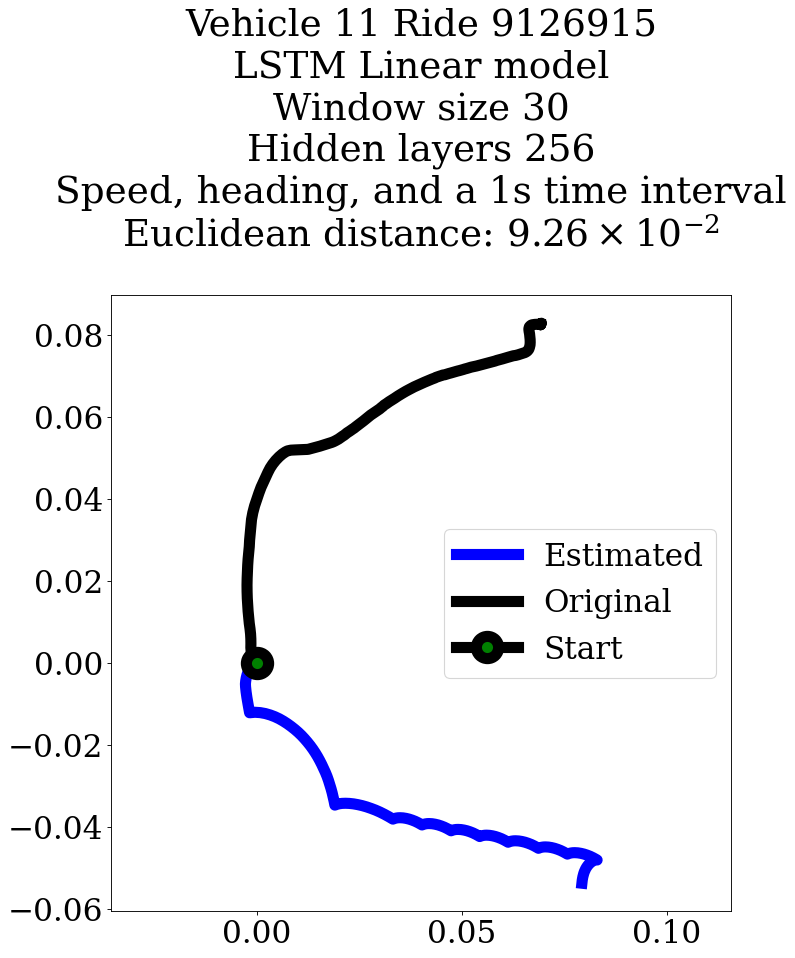 Vehicle 11 Ride 9126915
LSTM Linear model
Window size 30
Hidden layers 256
Speed, heading, and a 1s time interval
Euclidean distance: 9.26 × 10⁻²
0.08
0.06
0.04
0.02
0.00
−0.02
−0.04
−0.06
Estimated
Original
Start
0.00
0.05
0.10